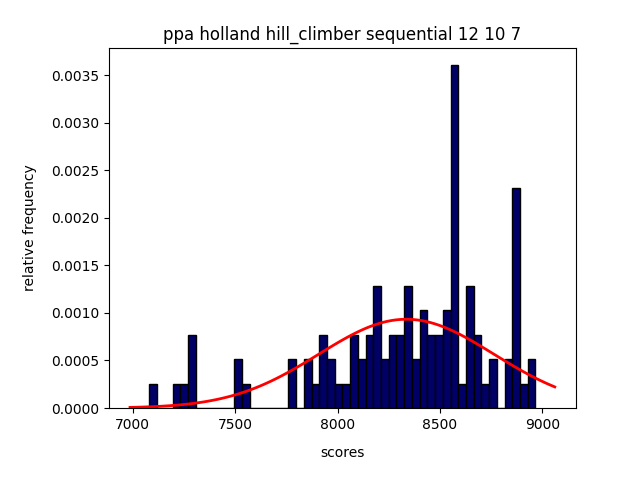 ppa holland hill_climber sequential 12 10 7
0.0035
0.0030
0.0025
0.0020
0.0015
0.0010
0.0005
0.0000
relative frequency
7000 7500 8000 8500 9000
scores